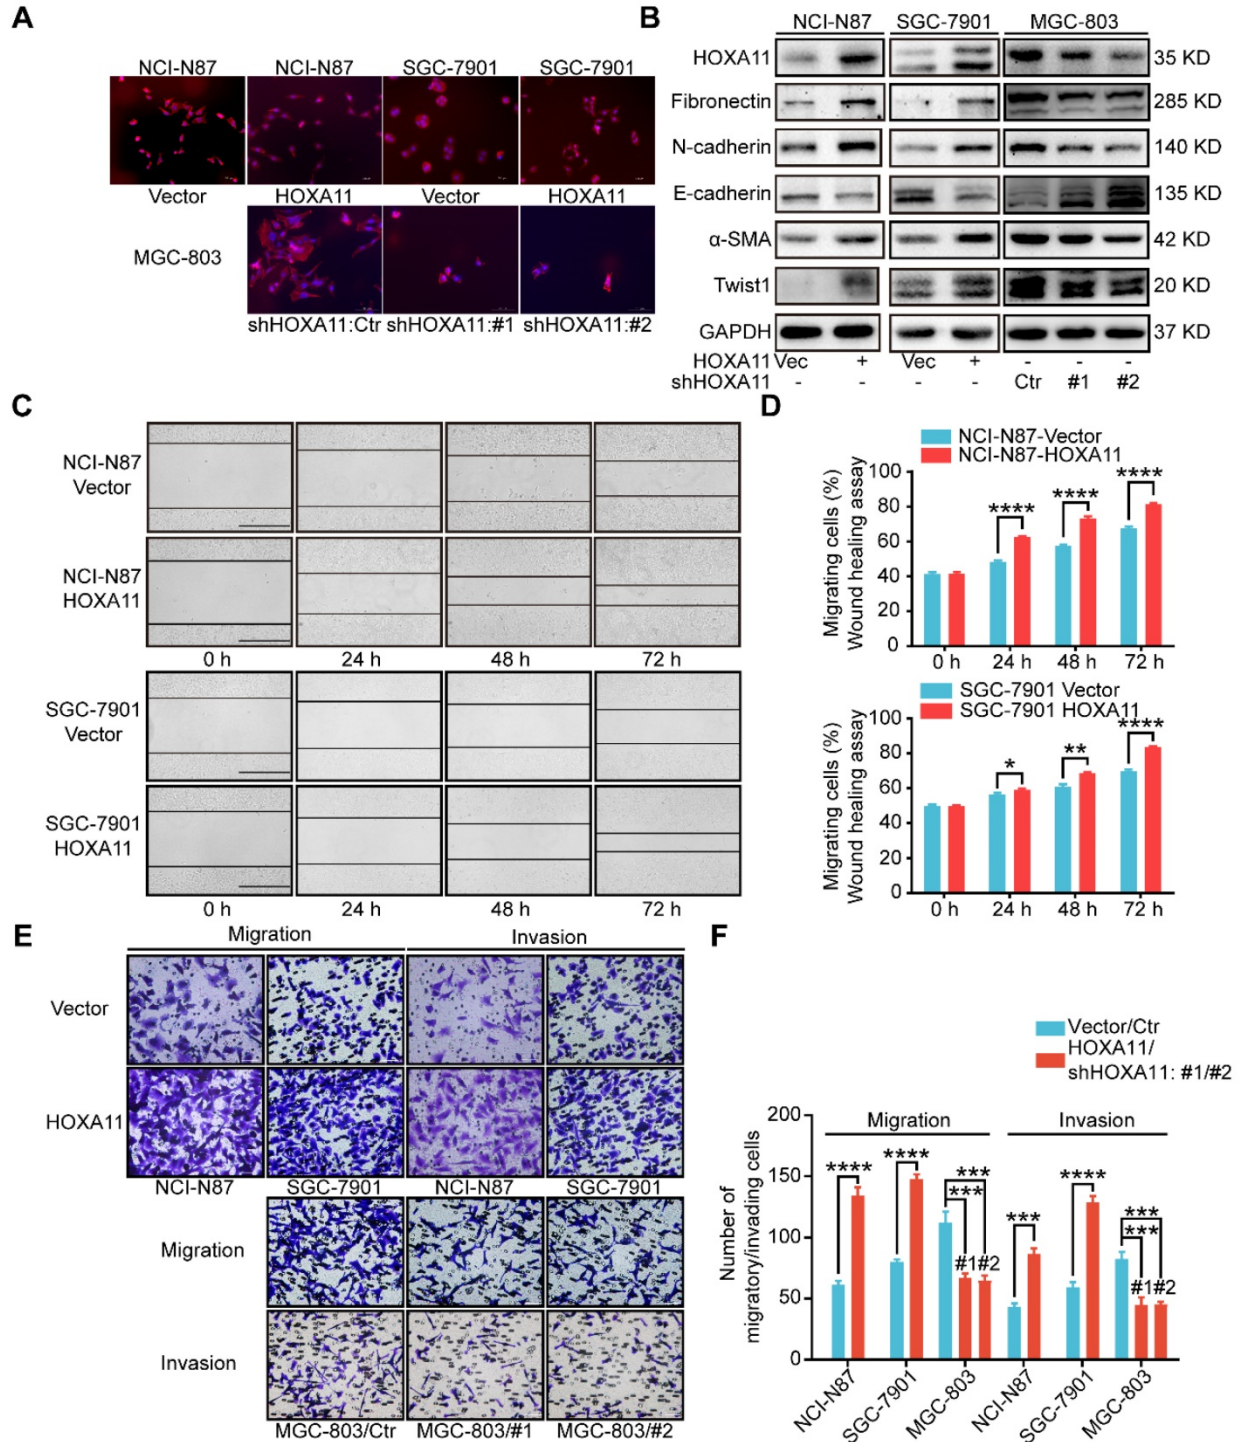 A
NCI-N87 NCI-N87 SGC-7901 SGC-7901
Vector HOXA11 Vector HOXA11
MGC-803
shHOXA11:Ctr shHOXA11:#1 shHOXA11:#2
B
NCI-N87 SGC-7901 MGC-803
HOXA11 35 KD
Fibronectin 285 KD
N-cadherin 140 KD
E-cadherin 135 KD
α-SMA 42 KD
Twist1 20 KD
GAPDH 37 KD
HOXA11 Vec + Vec + - - -
shHOXA11 - - - - Ctr #1 #2
C
NCI-N87
Vector
NCI-N87
HOXA11
0 h 24 h 48 h 72 h
SGC-7901
Vector
SGC-7901
HOXA11
0 h 24 h 48 h 72 h
D
NCI-N87-Vector
NCI-N87-HOXA11
Migrating cells (%)
Wound healing assay
100
80
60
40
20
0
**** **** ****
0 h 24 h 48 h 72 h
SGC-7901 Vector
SGC-7901 HOXA11
Migrating cells (%)
Wound healing assay
100
80
60
40
20
0
* ** ****
0 h 24 h 48 h 72 h
E
Migration Invasion
Vector
HOXA11
NCI-N87 SGC-7901 NCI-N87 SGC-7901
Migration
Invasion
MGC-803/Ctr MGC-803/#1 MGC-803/#2
F
Vector/Ctr
HOXA11/
shHOXA11: #1/#2
Number of
migratory/invading cells
200
150
100
50
0
Migration Invasion
**** **** *** *** *** **** *** ***
#1 #2 #1 #2
NCI-N87 SGC-7901 MGC-803 NCI-N87 SGC-7901 MGC-803